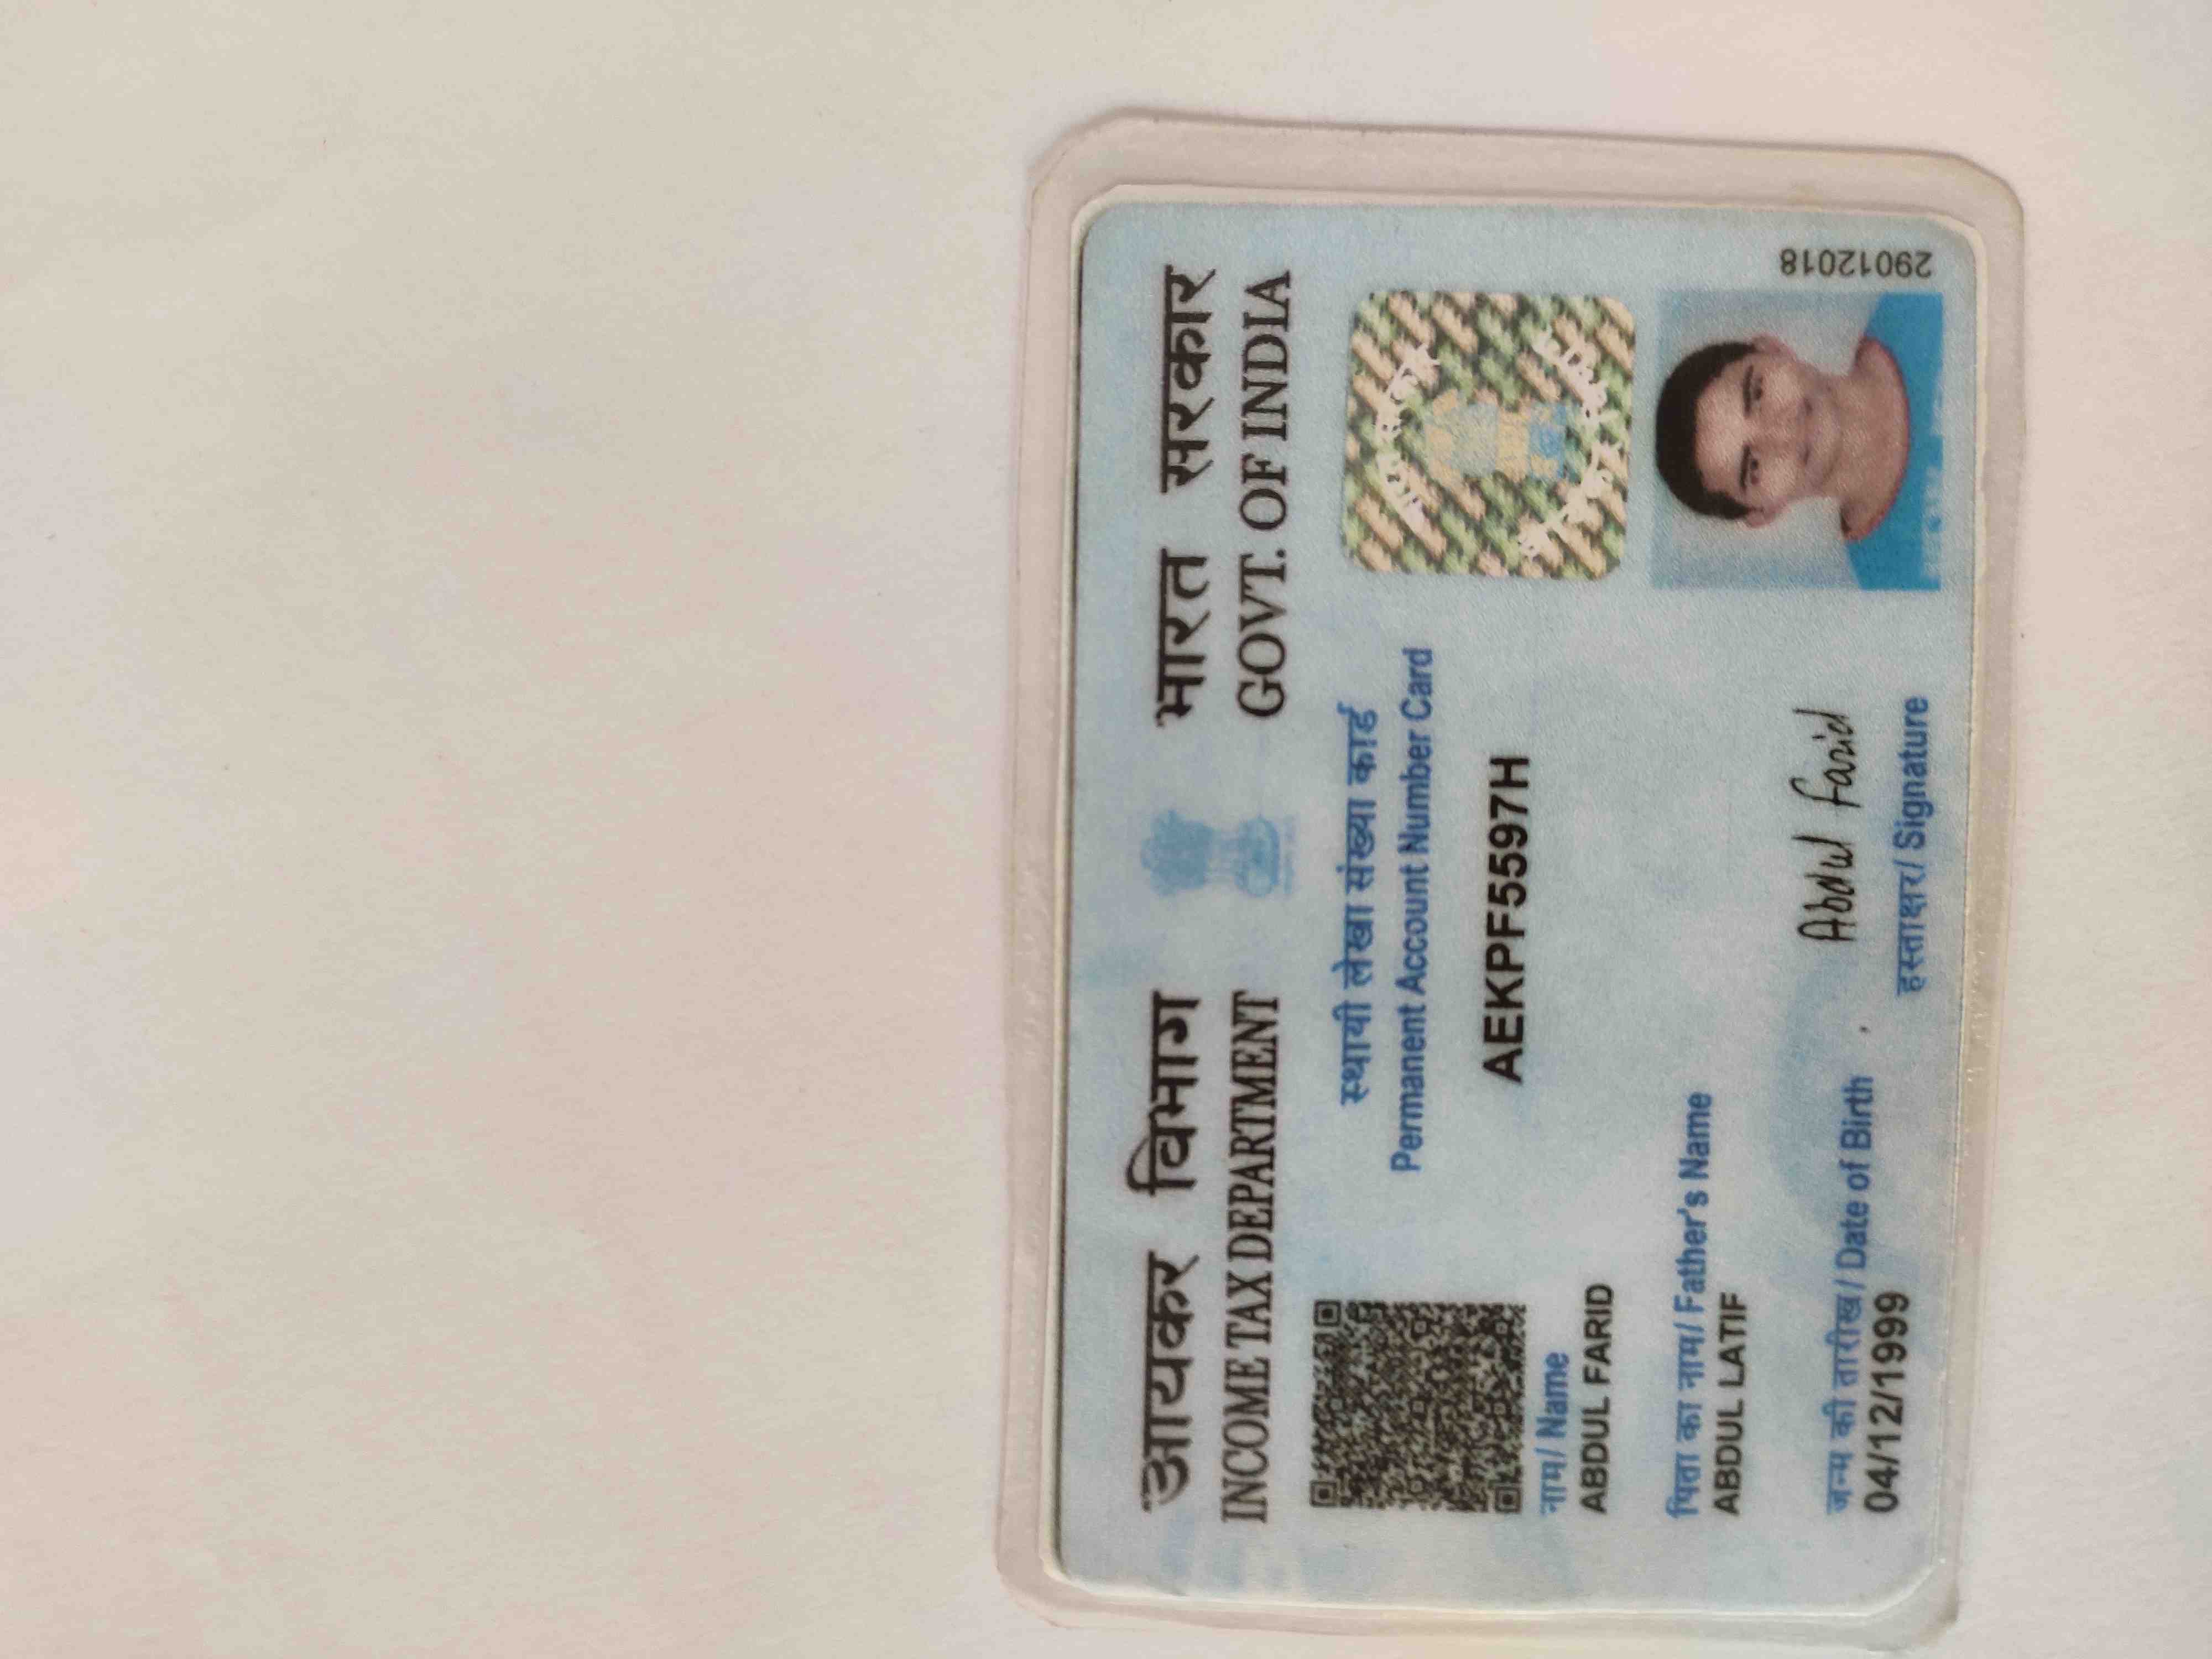 आयकर विभाग
INCOME TAX DEPARTMENT
भारत सरकार
GOVT. OF INDIA
स्थायी लेखा संख्या कार्ड
Permanent Account Number Card
AEKPF5597H
नाम/ Name
ABDUL FARID
पिता का नाम/ Father's Name
ABDUL LATIF
जन्म की तारीख/ Date of Birth
04/12/1999
Abdul Farid
हस्ताक्षर/ Signature
29012018